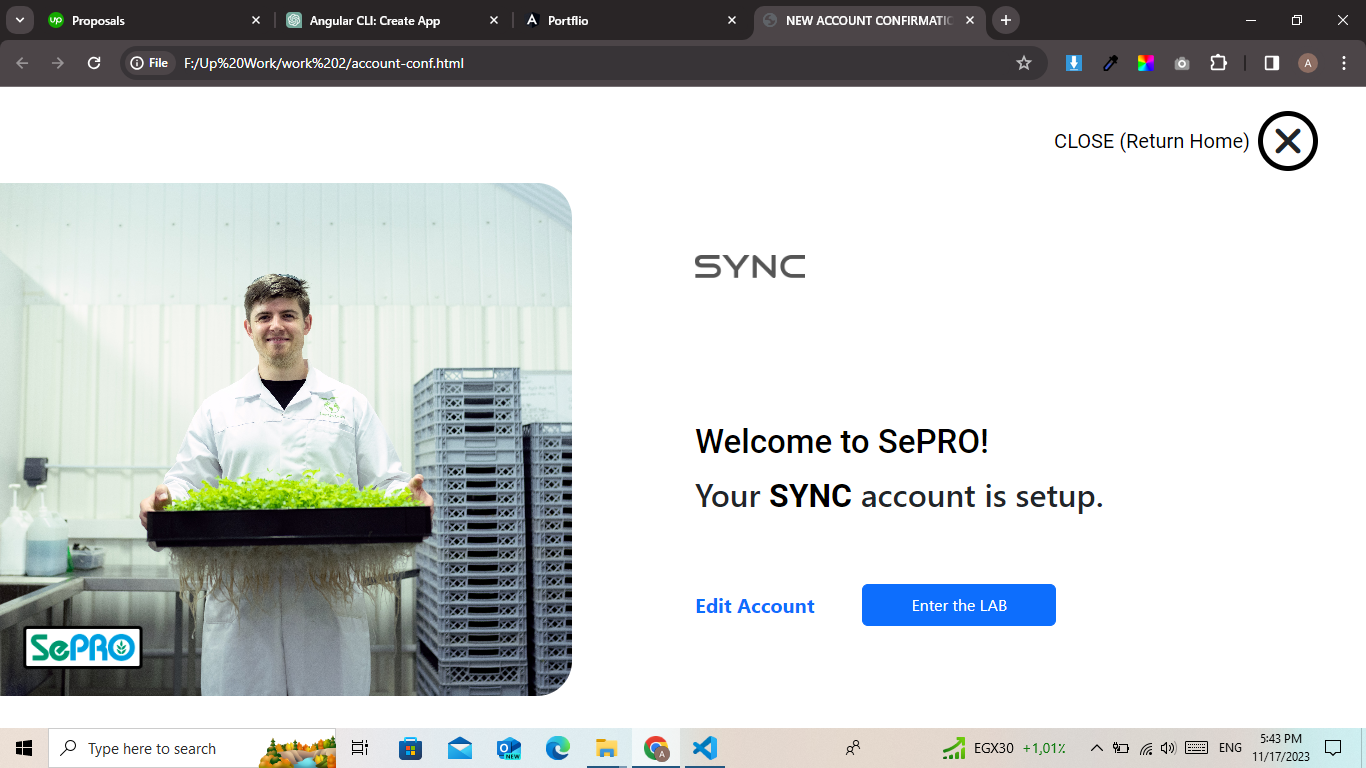 Proposals
Angular CLI: Create App
A
Portflio
NEW ACCOUNT CONFIRMATIO
File
F:/Up%20Work/work%202/account-conf.html
A
CLOSE (Return Home)
SYNC
Welcome to SePRO!
Your SYNC account is setup.
Edit Account
Enter the LAB
SePRO
Type here to search
NEW
A
EGX30 +1,01%
ENG
5:43 PM
11/17/2023